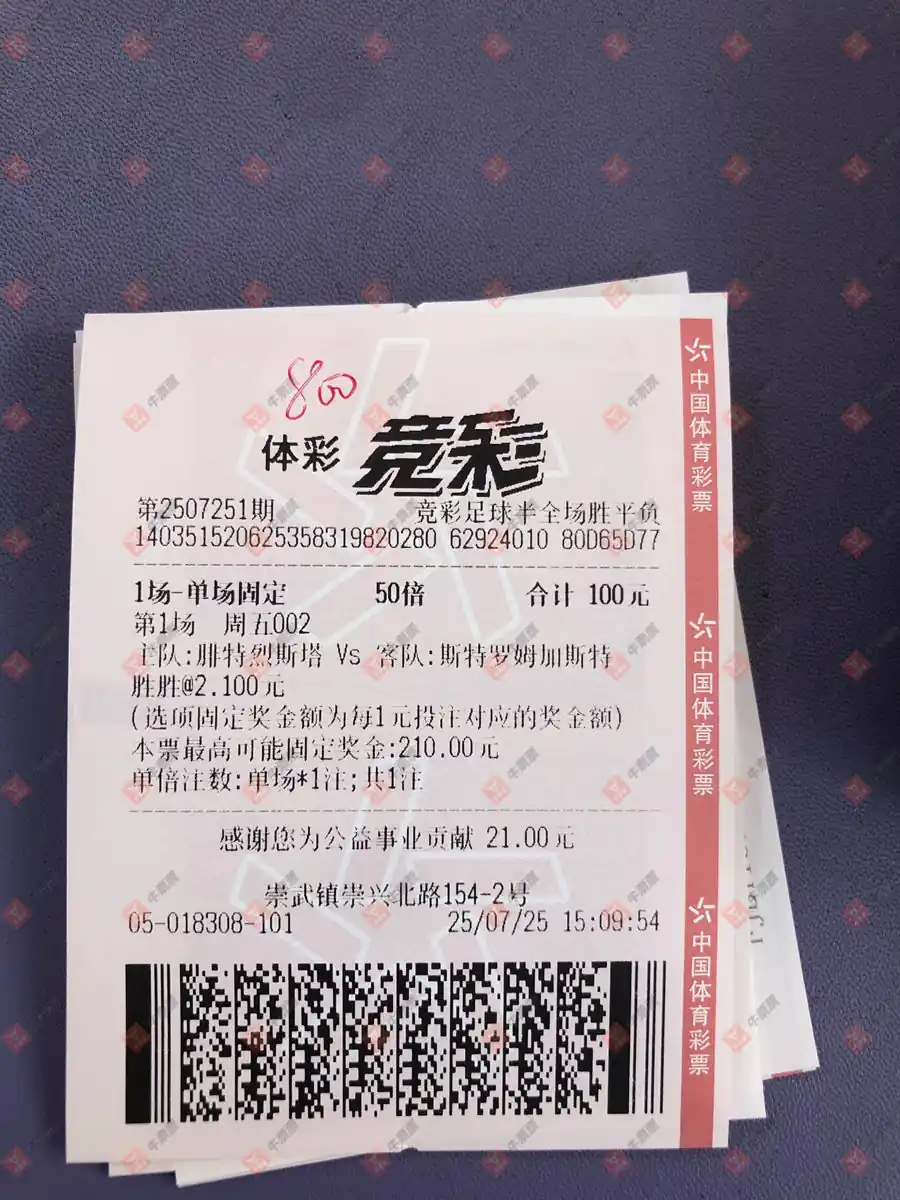 800
体彩 竞彩
第2507251期 竞彩足球半全场胜平负
140351520625358319820280 62924010 80D65D77
1场-单场固定 50倍 合计 100元
第1场 周五002
主队:腓特烈斯塔 Vs 客队:斯特罗姆加斯特
胜胜@2.100元
(选项固定奖金额为每1元投注对应的奖金额)
本票最高可能固定奖金:210.00元
单倍注数:单场*1注;共1注
感谢您为公益事业贡献 21.00元
崇武镇崇兴北路154-2号
05-018308-101 25/07/25 15:09:54
中国体育彩票
中国体育彩票
中国体育彩票
牛票票